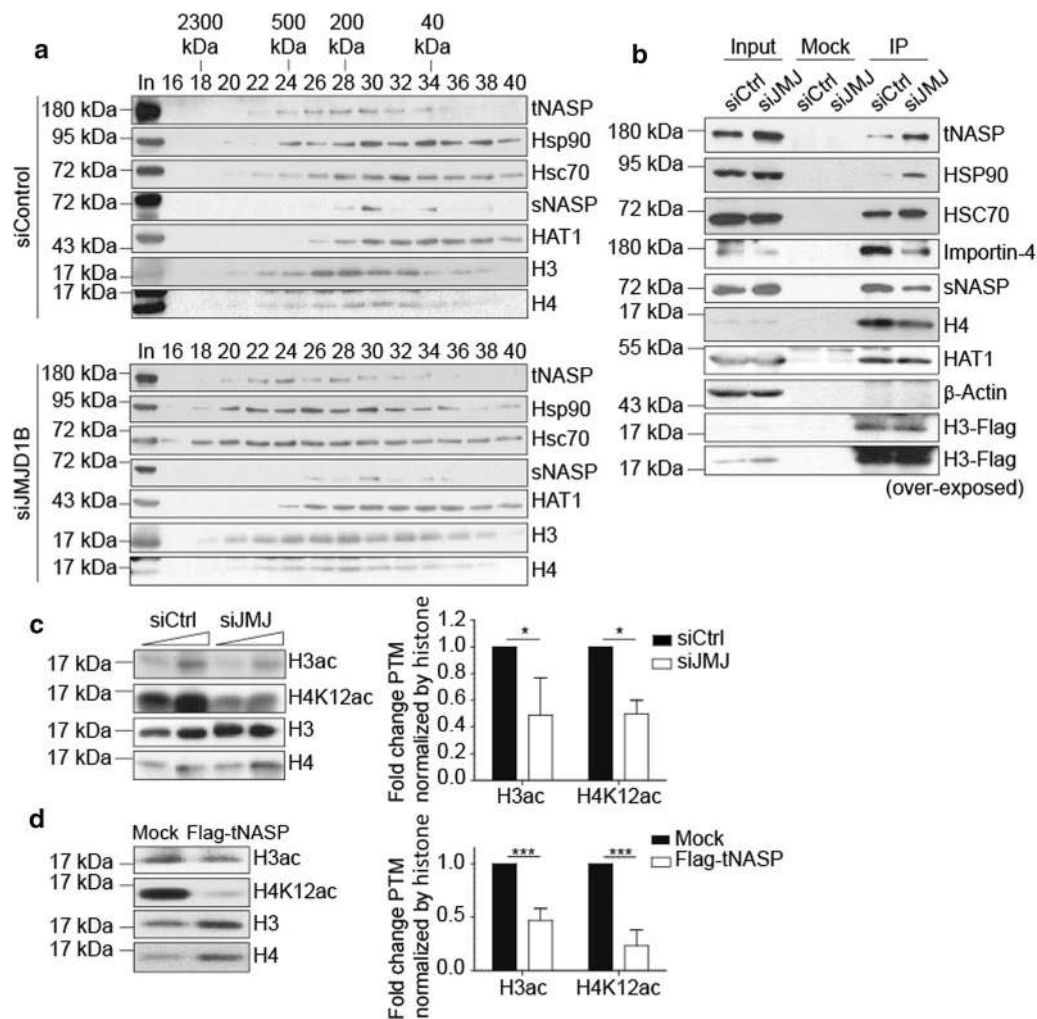 a
2300 kDa 500 kDa 200 kDa 40 kDa
In 16 18 20 22 24 26 28 30 32 34 36 38 40
siControl
180 kDa tNASP
95 kDa Hsp90
72 kDa Hsc70
72 kDa sNASP
43 kDa HAT1
17 kDa H3
17 kDa H4
In 16 18 20 22 24 26 28 30 32 34 36 38 40
siJMJD1B
180 kDa tNASP
95 kDa Hsp90
72 kDa Hsc70
72 kDa sNASP
43 kDa HAT1
17 kDa H3
17 kDa H4
b
Input Mock IP
siCtrl siJMJ siCtrl siJMJ siCtrl siJMJ
180 kDa tNASP
95 kDa HSP90
72 kDa HSC70
180 kDa Importin-4
72 kDa sNASP
17 kDa H4
55 kDa HAT1
43 kDa β-Actin
17 kDa H3-Flag
17 kDa H3-Flag
(over-exposed)
c
siCtrl siJMJ
17 kDa H3ac
17 kDa H4K12ac
17 kDa H3
17 kDa H4
Fold change PTM
normalized by histone
1.2
1.0
0.8
0.6
0.4
0.2
0.0
* *
H3ac H4K12ac
siCtrl
siJMJ
d
Mock Flag-tNASP
17 kDa H3ac
17 kDa H4K12ac
17 kDa H3
17 kDa H4
Fold change PTM
normalized by histone
1.0
0.5
0.0
*** ***
H3ac H4K12ac
Mock
Flag-tNASP